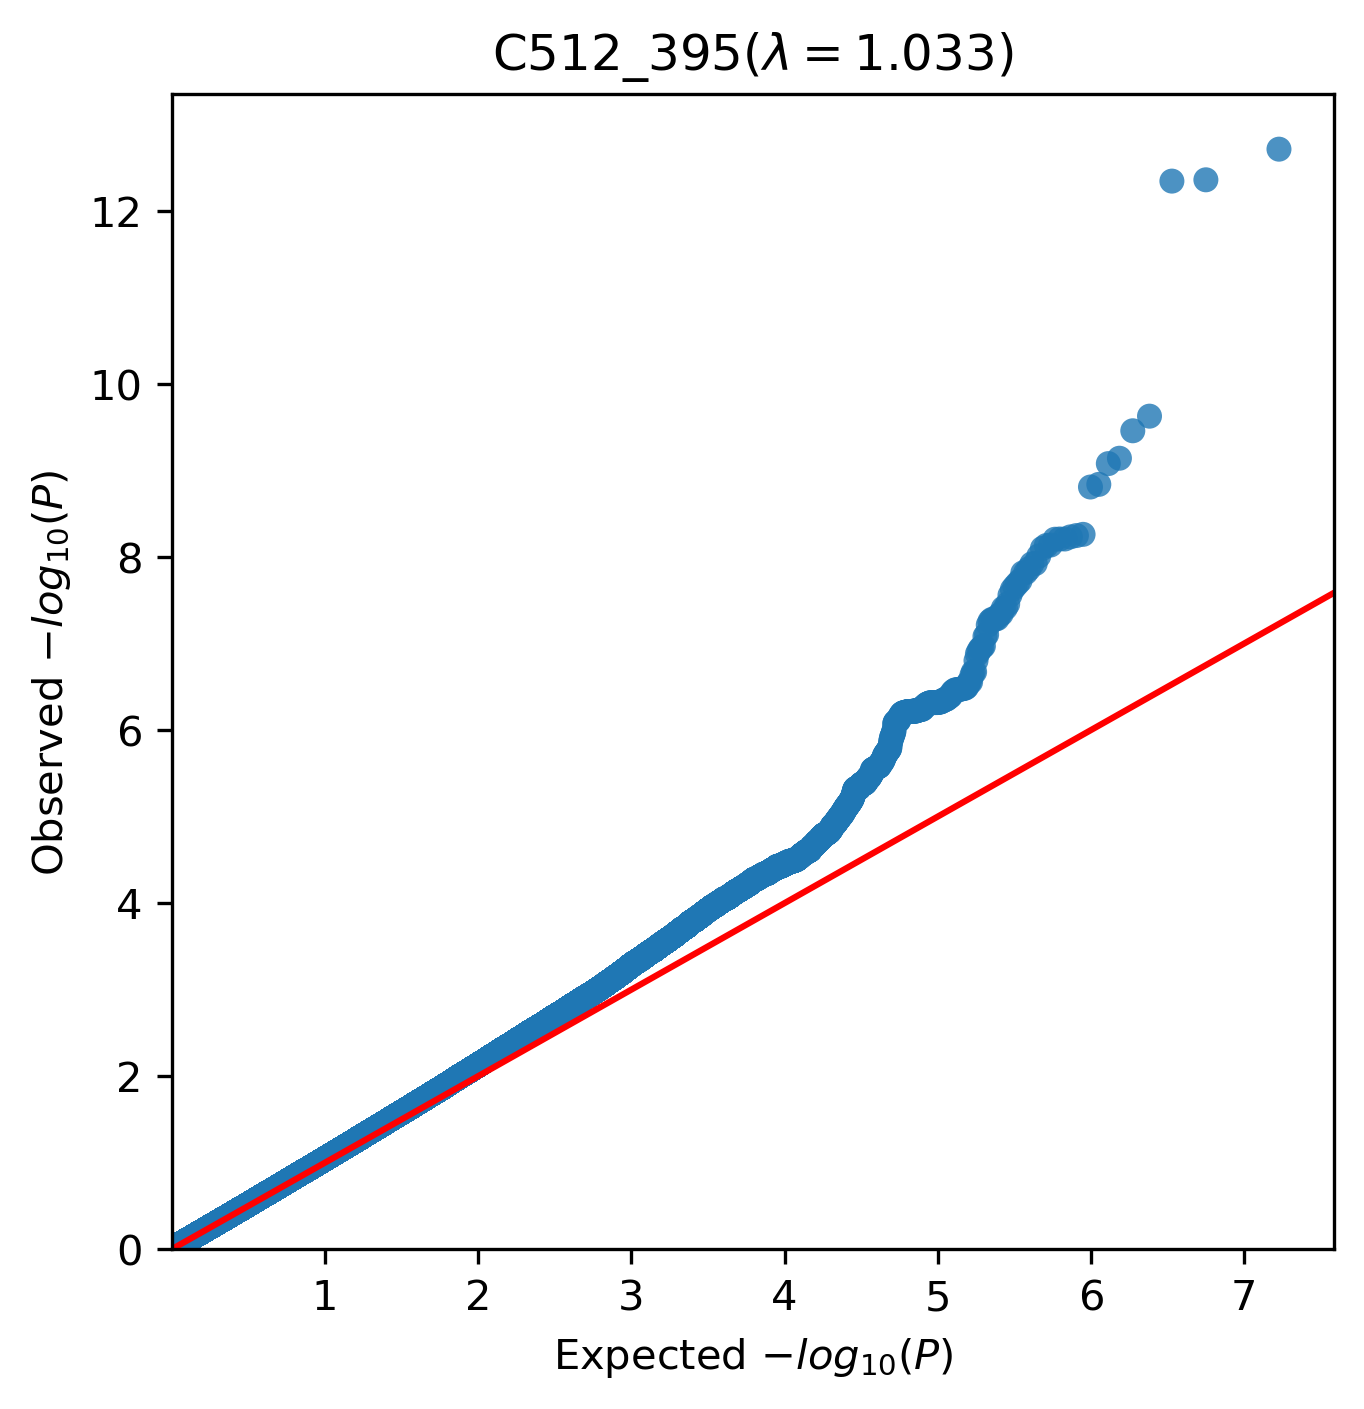 C512_395(λ = 1.033)
Observed −log₁₀(P)
12
10
8
6
4
2
0
1 2 3 4 5 6 7
Expected −log₁₀(P)